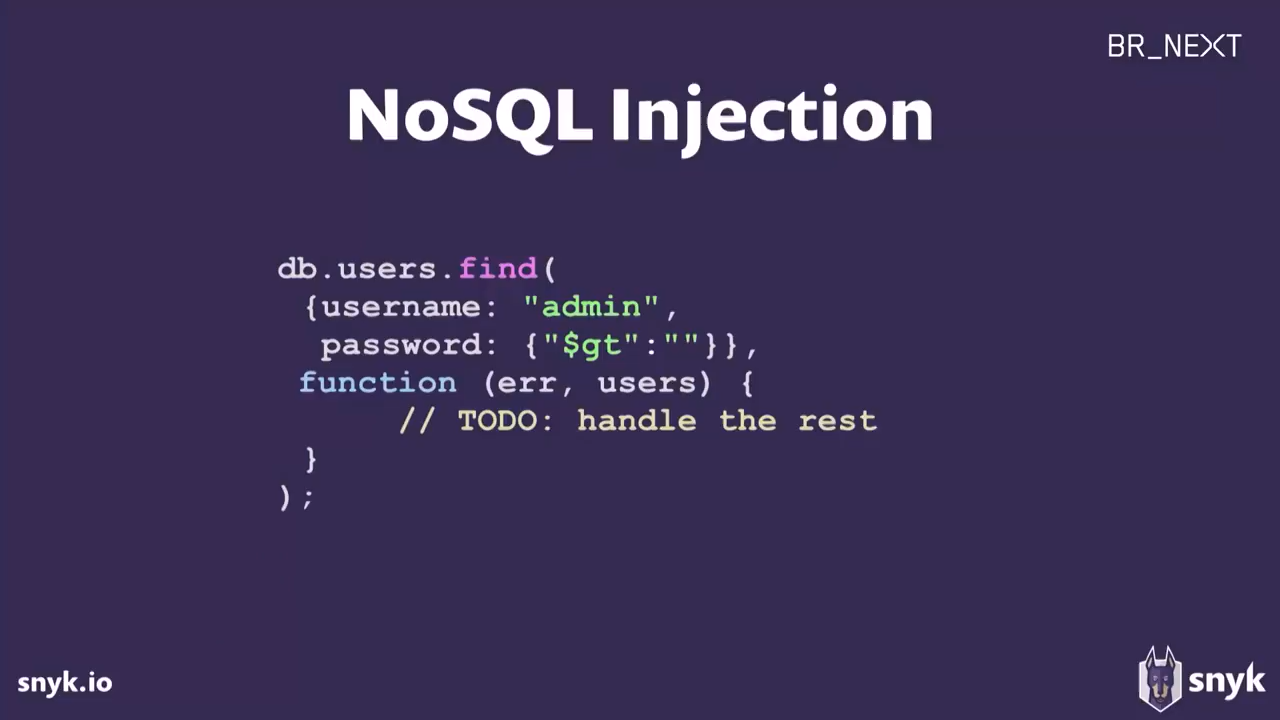 BR_NEXT
NoSQL Injection
db.users.find(
{username: "admin",
password: {"$gt":""}},
function (err, users) {
// TODO: handle the rest
}
);
snyk.io
snyk